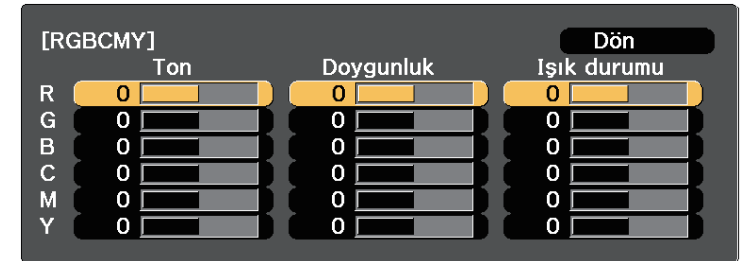 [RGBCMY] Dön
Ton Doygunluk Işık durumu
R 0 0 0
G 0 0 0
B 0 0 0
C 0 0 0
M 0 0 0
Y 0 0 0